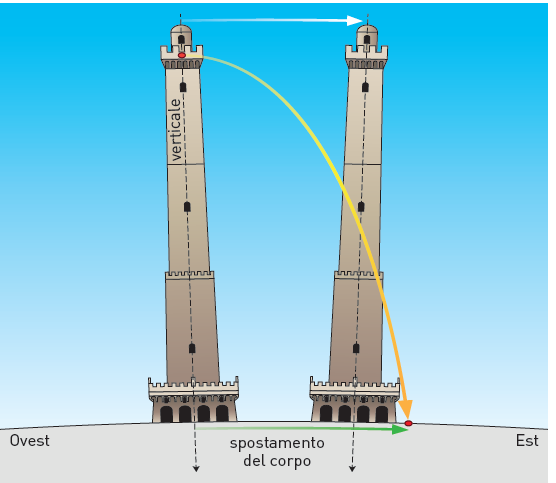 verticale
Ovest
spostamento
del corpo
Est